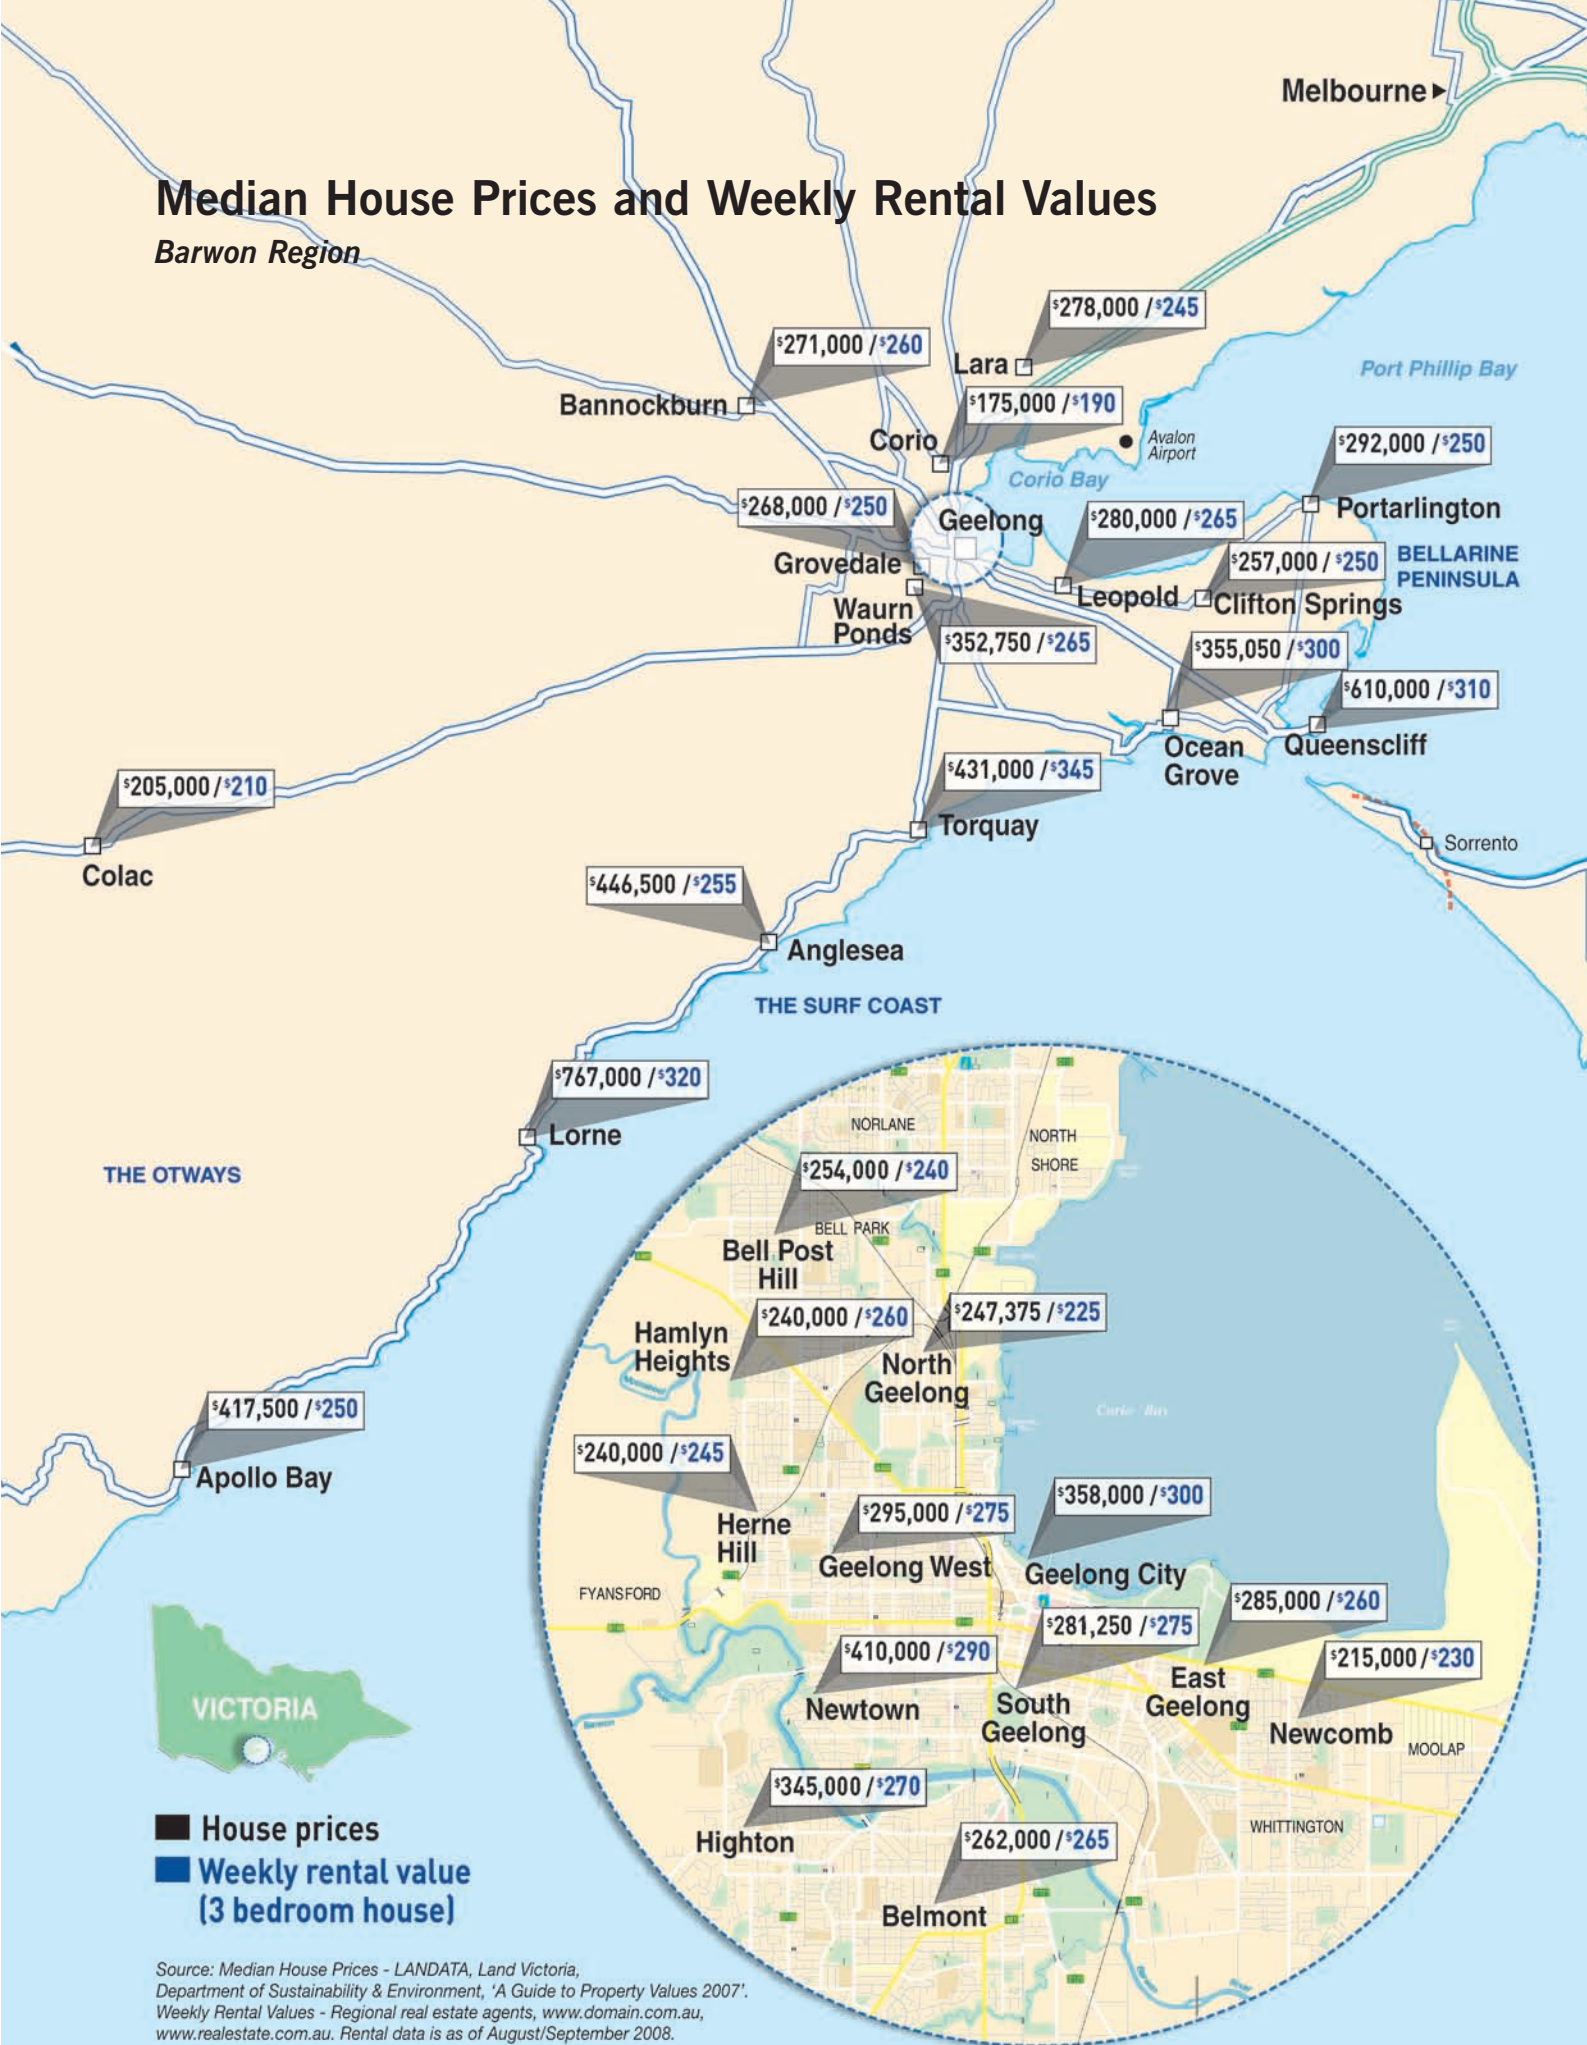 Melbourne
Median House Prices and Weekly Rental Values
Barwon Region
$278,000 / $245
Lara
$271,000 / $260
Bannockburn
Port Phillip Bay
$175,000 / $190
Corio
Avalon
Airport
$292,000 / $250
Portarlington
Corio Bay
$268,000 / $250
Geelong
$280,000 / $265
Grovedale
$257,000 / $250
BELLARINE
PENINSULA
Leopold
Clifton Springs
Waurn
Ponds
$352,750 / $265
$355,050 / $300
$610,000 / $310
Ocean
Grove
Queenscliff
$431,000 / $345
Torquay
$205,000 / $210
Colac
Sorrento
$446,500 / $255
Anglesea
THE SURF COAST
$767,000 / $320
Lorne
THE OTWAYS
NORLANE
NORTH
SHORE
$254,000 / $240
BELL PARK
Bell Post
Hill
$240,000 / $260
$247,375 / $225
Hamlyn
Heights
North
Geelong
Corio Bay
$417,500 / $250
Apollo Bay
$240,000 / $245
Herne
Hill
$295,000 / $275
Geelong West
$358,000 / $300
Geelong City
FYANSFORD
$285,000 / $260
$281,250 / $275
$410,000 / $290
$215,000 / $230
East
Geelong
Newtown
South
Geelong
Newcomb
MOOLAP
VICTORIA
Barwon
$345,000 / $270
Highton
WHITTINGTON
$262,000 / $265
Belmont
Barwon
River
House prices
Weekly rental value
(3 bedroom house)
Source: Median House Prices - LANDATA, Land Victoria,
Department of Sustainability & Environment, ‘A Guide to Property Values 2007’.
Weekly Rental Values - Regional real estate agents, www.domain.com.au,
www.realestate.com.au. Rental data is as of August/September 2008.